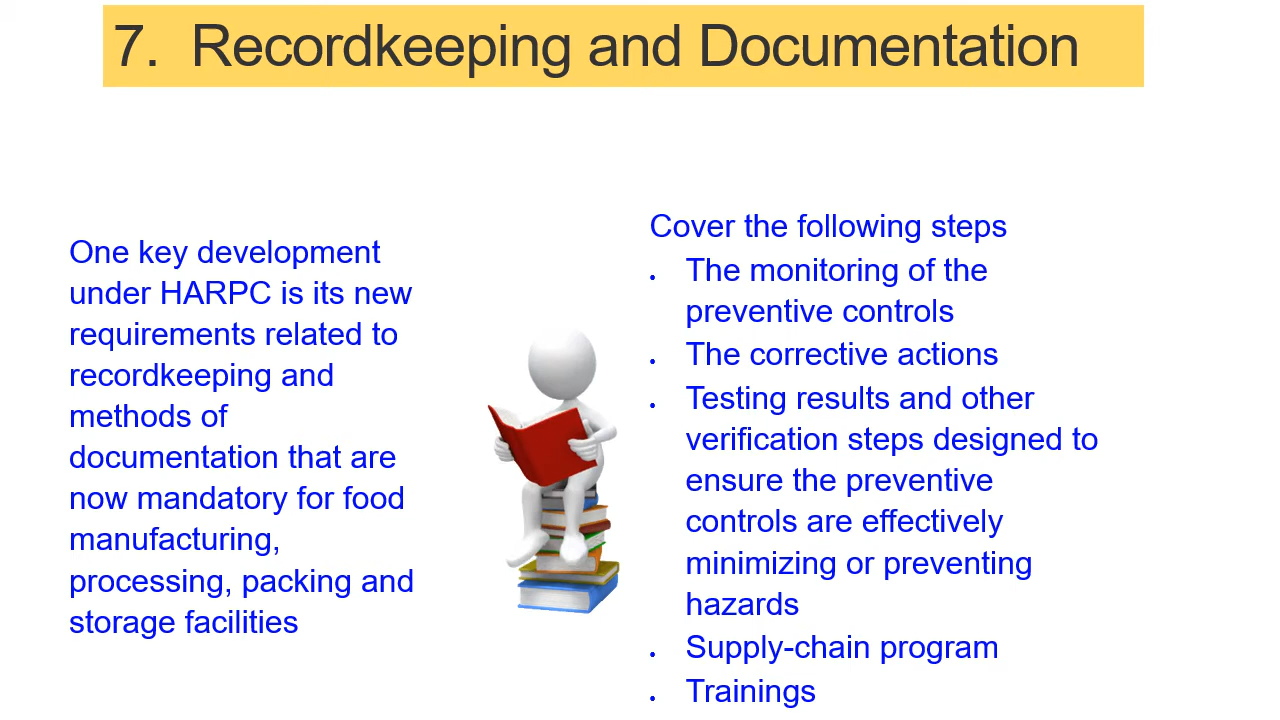 7. Recordkeeping and Documentation
One key development
under HARPC is its new
requirements related to
recordkeeping and
methods of
documentation that are
now mandatory for food
manufacturing,
processing, packing and
storage facilities
Cover the following steps
• The monitoring of the
preventive controls
• The corrective actions
• Testing results and other
verification steps designed to
ensure the preventive
controls are effectively
minimizing or preventing
hazards
• Supply-chain program
• Trainings